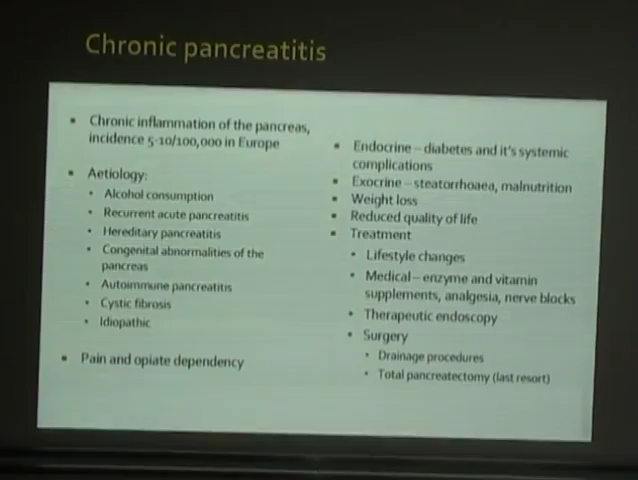 Chronic pancreatitis
Chronic inflammation of the pancreas,
incidence 5-10/100,000 in Europe
Aetiology:
Alcohol consumption
Recurrent acute pancreatitis
Hereditary pancreatitis
Congenital abnormalities of the
pancreas
Autoimmune pancreatitis
Cystic fibrosis
Idiopathic
Pain and opiate dependency
Endocrine – diabetes and it's systemic
complications
Exocrine – steatorrhoaea, malnutrition
Weight loss
Reduced quality of life
Treatment
Lifestyle changes
Medical – enzyme and vitamin
supplements, analgesia, nerve blocks
Therapeutic endoscopy
Surgery
Drainage procedures
Total pancreatectomy (last resort)